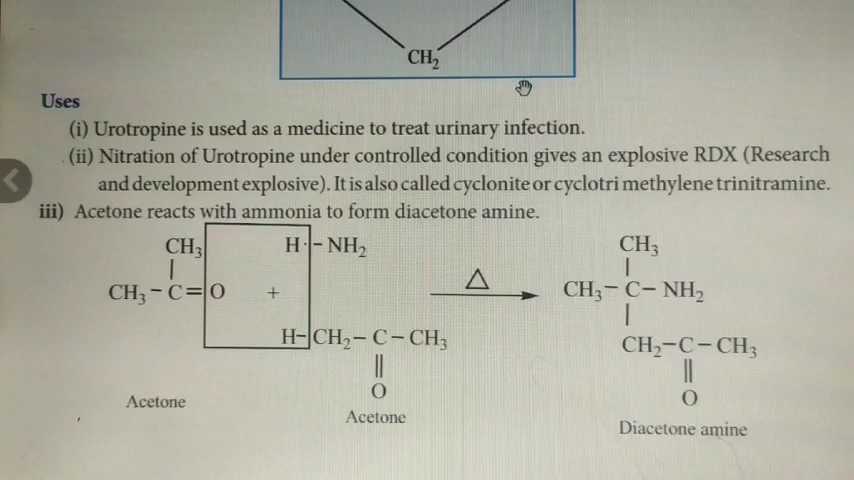 CH₂
Uses
(i) Urotropine is used as a medicine to treat urinary infection.
(ii) Nitration of Urotropine under controlled condition gives an explosive RDX (Research
and development explosive). It is also called cyclonite or cyclotri methylene trinitramine.
iii) Acetone reacts with ammonia to form diacetone amine.
CH₃ H - NH₂ CH₃
CH₃ - C = O + Δ CH₃ - C - NH₂
H - CH₂ - C - CH₃ CH₂ - C - CH₃
O O
Acetone Acetone Diacetone amine